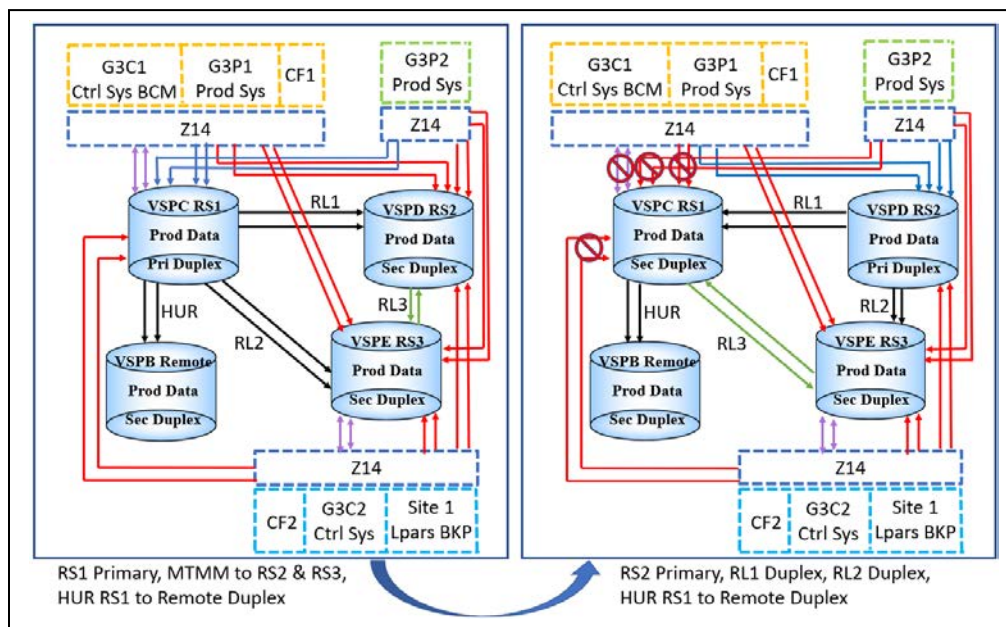 G3C1
Ctrl Sys BCM
G3P1
Prod Sys
CF1
G3P2
Prod Sys
Z14
Z14
VSPC RS1
Prod Data
Pri Duplex
RL1
VSPD RS2
Prod Data
Sec Duplex
HUR
RL2
RL3
VSPB Remote
Prod Data
Sec Duplex
VSPE RS3
Prod Data
Sec Duplex
Z14
CF2
G3C2
Ctrl Sys
Site 1
Lpars BKP
RS1 Primary, MTMM to RS2 & RS3,
HUR RS1 to Remote Duplex
G3C1
Ctrl Sys BCM
G3P1
Prod Sys
CF1
G3P2
Prod Sys
Z14
Z14
VSPC RS1
Prod Data
Sec Duplex
RL1
VSPD RS2
Prod Data
Pri Duplex
HUR
RL3
RL2
VSPB Remote
Prod Data
Sec Duplex
VSPE RS3
Prod Data
Sec Duplex
Z14
CF2
G3C2
Ctrl Sys
Site 1
Lpars BKP
RS2 Primary, RL1 Duplex, RL2 Duplex,
HUR RS1 to Remote Duplex